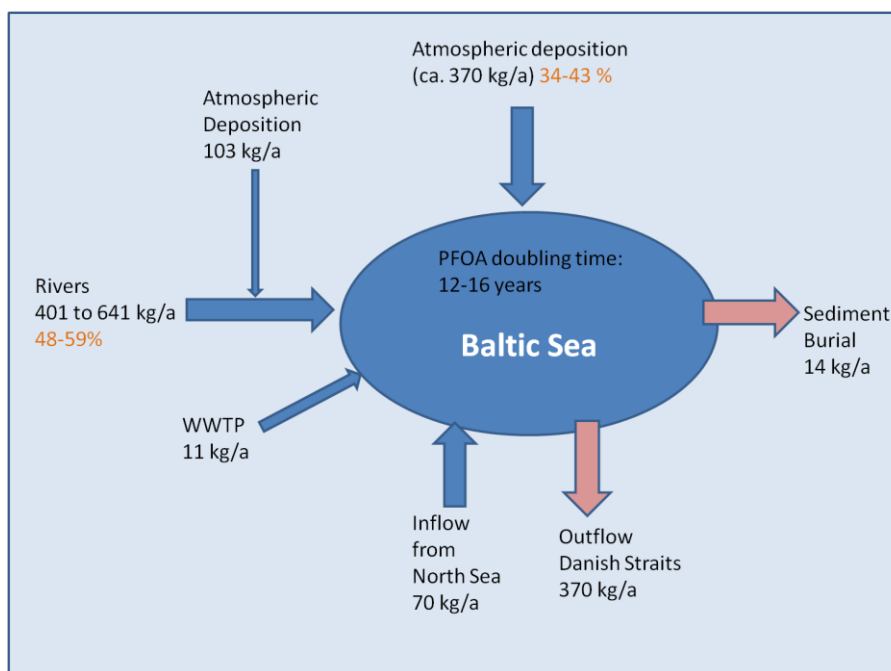 Atmospheric deposition
(ca. 370 kg/a) 34-43 %
Atmospheric
Deposition
103 kg/a
PFOA doubling time:
12-16 years
Rivers
401 to 641 kg/a
48-59%
Baltic Sea
Sediment
Burial
14 kg/a
WWTP
11 kg/a
Inflow
from
North Sea
70 kg/a
Outflow
Danish Straits
370 kg/a